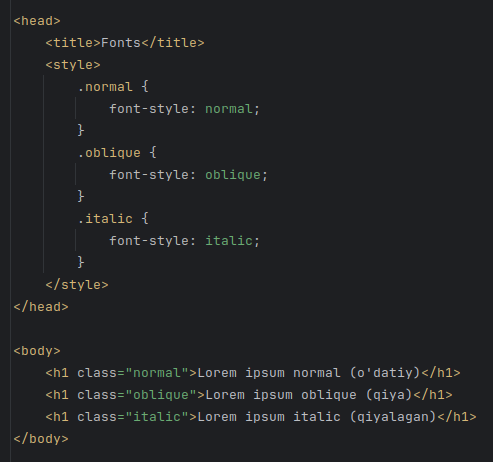 <head>
    <title>Fonts</title>
    <style>
        .normal {
            font-style: normal;
        }
        .oblique {
            font-style: oblique;
        }
        .italic {
            font-style: italic;
        }
    </style>
</head>

<body>
    <h1 class="normal">Lorem ipsum normal (o'datiy)</h1>
    <h1 class="oblique">Lorem ipsum oblique (qiya)</h1>
    <h1 class="italic">Lorem ipsum italic (qiyalagan)</h1>
</body>